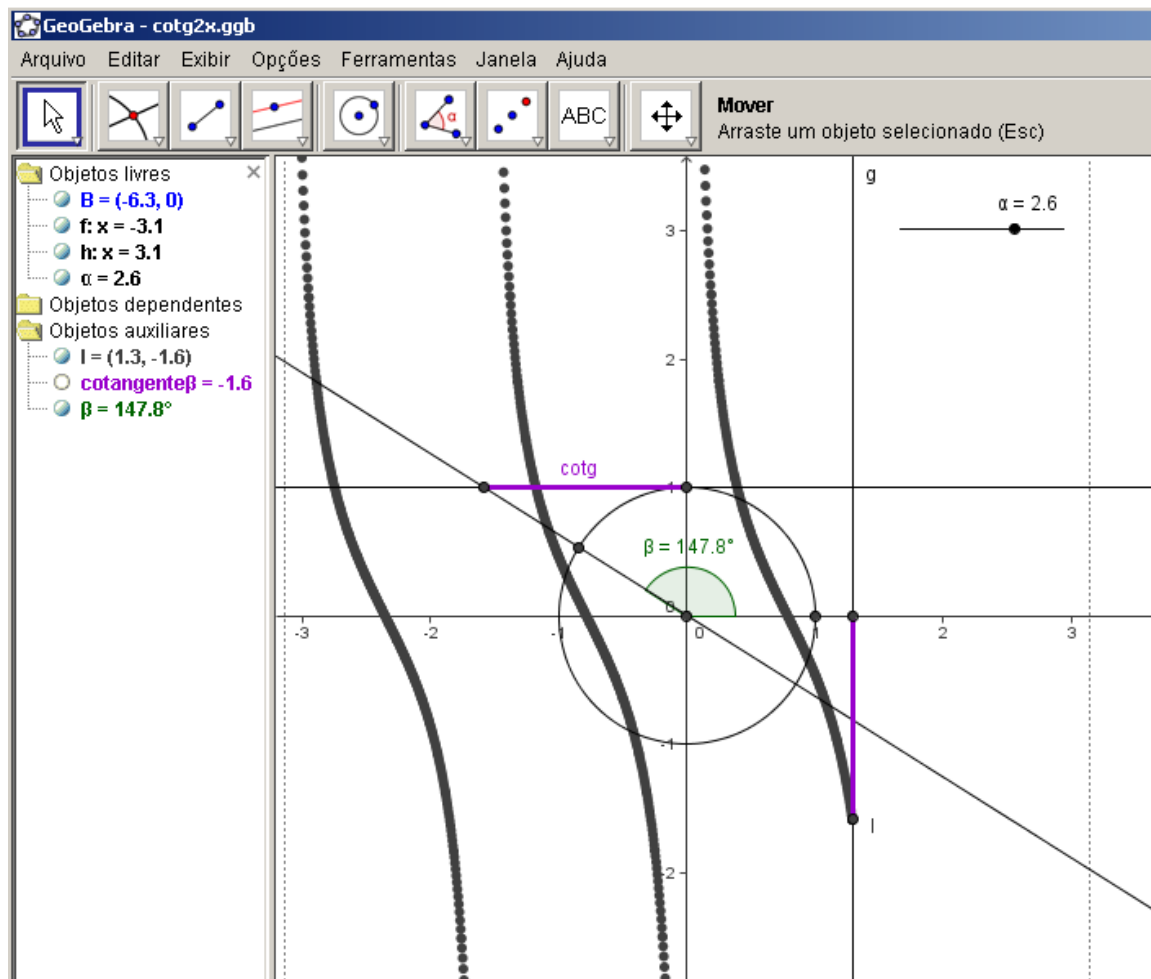 GeoGebra - cotg2x.ggb
Arquivo Editar Exibir Opções Ferramentas Janela Ajuda
α
ABC
Mover
Arraste um objeto selecionado (Esc)
Objetos livres
B = (-6.3, 0)
f: x = -3.1
h: x = 3.1
α = 2.6
Objetos dependentes
Objetos auxiliares
I = (1.3, -1.6)
cotangenteβ = -1.6
β = 147.8°
g
α = 2.6
3
2
cotg
1
β = 147.8°
0
-3 -2 -1 0 1 2 3
-1
I
-2